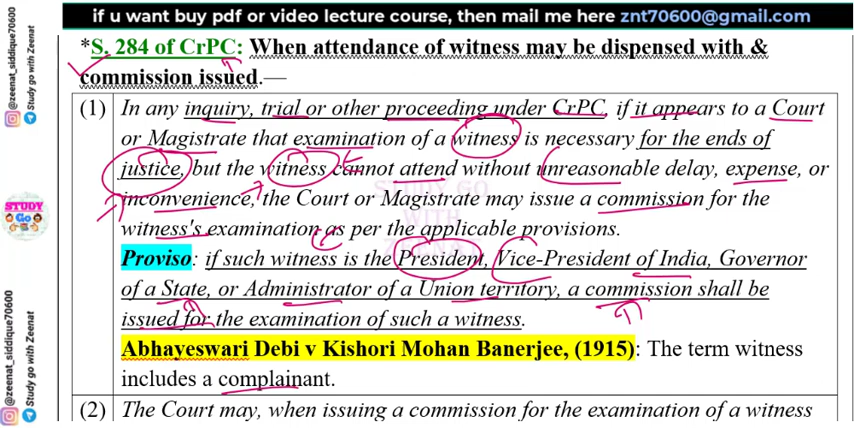 if u want buy pdf or video lecture course, then mail me here znt70600@gmail.com
*S. 284 of CrPC: When attendance of witness may be dispensed with &
commission issued.—
(1) In any inquiry, trial or other proceeding under CrPC, if it appears to a Court
or Magistrate that examination of a witness is necessary for the ends of
justice, but the witness cannot attend without unreasonable delay, expense, or
inconvenience, the Court or Magistrate may issue a commission for the
witness's examination as per the applicable provisions.
Proviso: if such witness is the President, Vice-President of India, Governor
of a State, or Administrator of a Union territory, a commission shall be
issued for the examination of such a witness.
Abhayeswari Debi v Kishori Mohan Banerjee, (1915): The term witness
includes a complainant.
(2) The Court may, when issuing a commission for the examination of a witness
@zeenat_siddique70600
Study go with Zeenat
STUDY
Go
@zeenat_siddique70600
Study go with Zeenat
STUDY GO
WITH